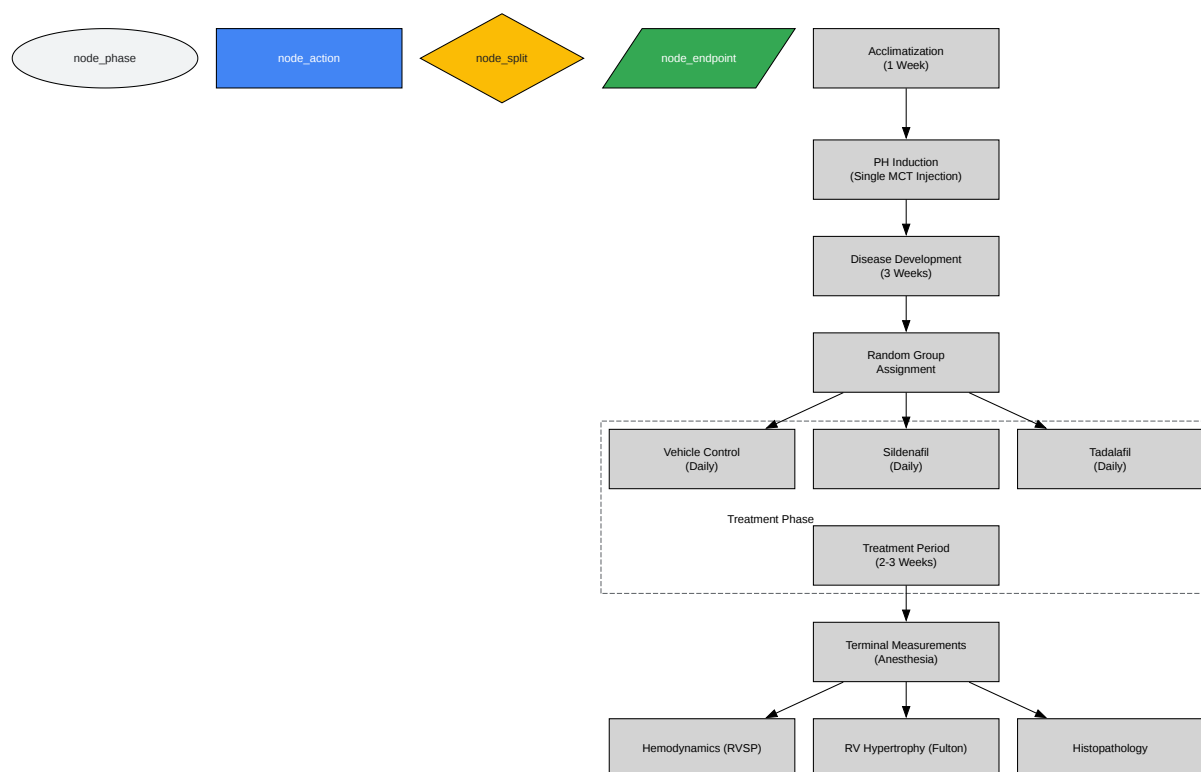 node_phase
node_action
node_split
node_endpoint
Acclimatization
(1 Week)
PH Induction
(Single MCT Injection)
Disease Development
(3 Weeks)
Random Group
Assignment
Vehicle Control
(Daily)
Sildenafil
(Daily)
Tadalafil
(Daily)
Treatment Phase
Treatment Period
(2-3 Weeks)
Terminal Measurements
(Anesthesia)
Hemodynamics (RVSP)
RV Hypertrophy (Fulton)
Histopathology